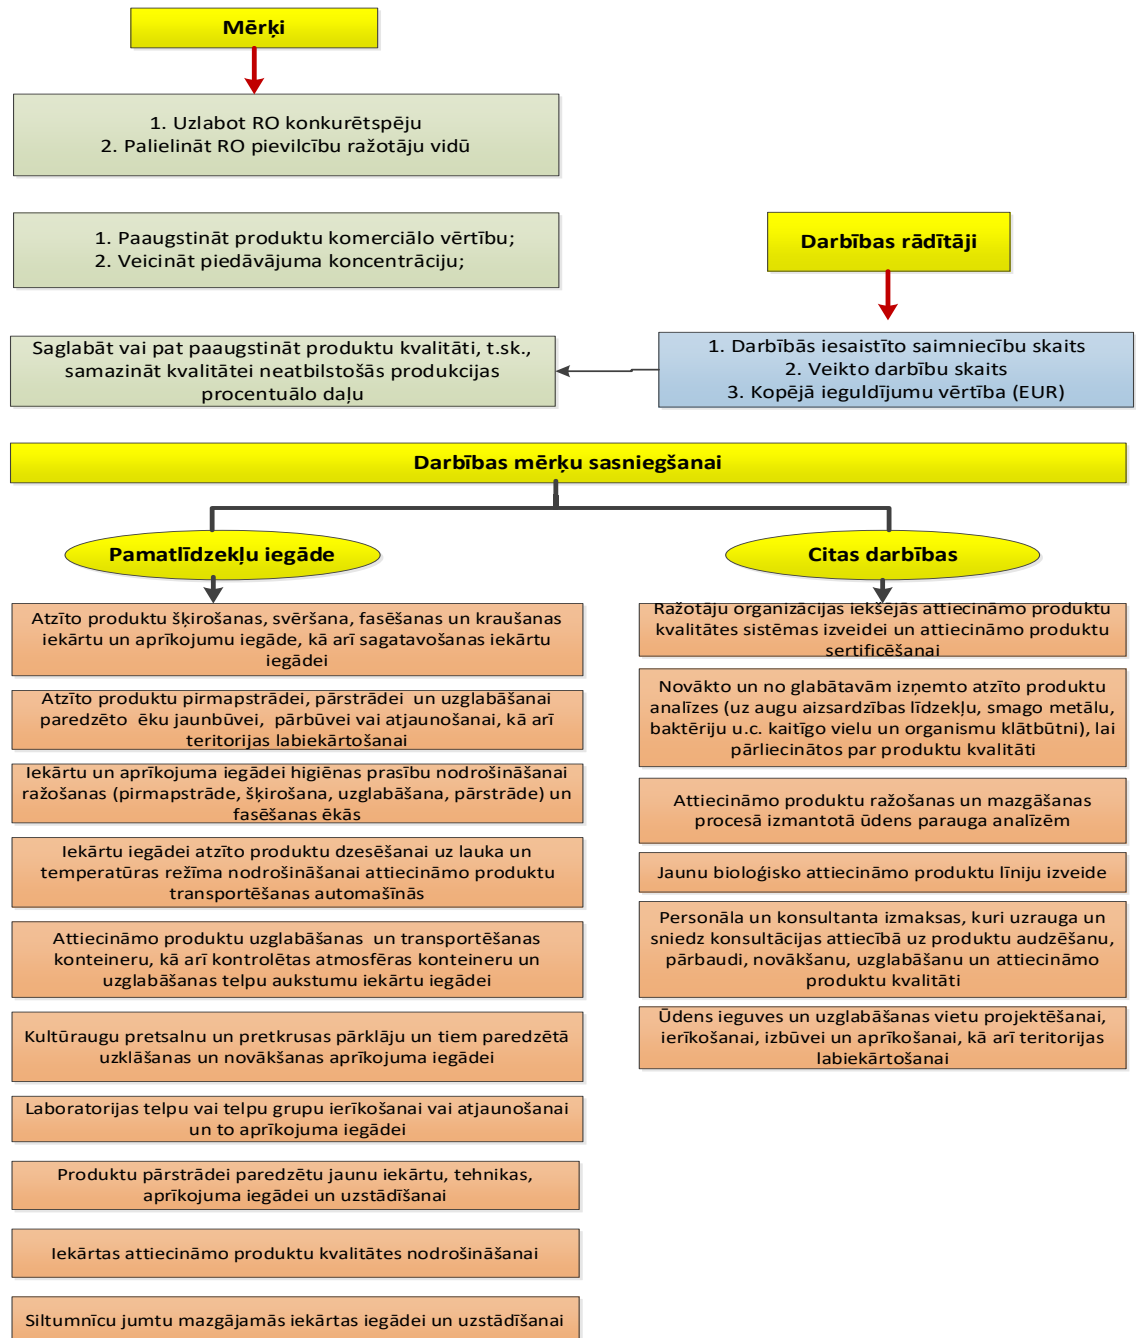 Mērķi
1. Uzlabot RO konkurētspēju
2. Palielināt RO pievilcību ražotāju vidū
1. Paaugstināt produktu komerciālo vērtību;
2. Veicināt piedāvājuma koncentrāciju;
Darbības rādītāji
Saglabāt vai pat paaugstināt produktu kvalitāti, t.sk.,
samazināt kvalitātei neatbilstošās produkcijas
procentuālo daļu
1. Darbībās iesaistīto saimniecību skaits
2. Veikto darbību skaits
3. Kopējā ieguldījumu vērtība (EUR)
Darbības mērķu sasniegšanai
Pamatlīdzekļu iegāde
Atzīto produktu šķirošanas, svēršana, fasēšanas un kraušanas
iekārtu un aprīkojumu iegāde, kā arī sagatavošanas iekārtu
iegādei
Atzīto produktu pirmapstrādei, pārstrādei un uzglabāšanai
paredzēto ēku jaunbūvei, pārbūvei vai atjaunošanai, kā arī
teritorijas labiekārtošanai
Iekārtu un aprīkojuma iegādei higiēnas prasību nodrošināšanai
ražošanas (pirmapstrāde, šķirošana, uzglabāšana, pārstrāde) un
fasēšanas ēkās
Iekārtu iegādei atzīto produktu dzesēšanai uz lauka un
temperatūras režīma nodrošināšanai attiecināmo produktu
transportēšanas automašīnās
Attiecināmo produktu uzglabāšanas un transportēšanas
konteineru, kā arī kontrolētas atmosfēras konteineru un
uzglabāšanas telpu aukstumu iekārtu iegādei
Kultūraugu pretsalnu un pretkrusas pārklāju un tiem paredzētā
uzklāšanas un novākšanas aprīkojuma iegādei
Laboratorijas telpu vai telpu grupu ierīkošanai vai atjaunošanai
un to aprīkojuma iegādei
Produktu pārstrādei paredzētu jaunu iekārtu, tehnikas,
aprīkojuma iegādei un uzstādīšanai
Iekārtas attiecināmo produktu kvalitātes nodrošināšanai
Siltumnīcu jumtu mazgājamās iekārtas iegādei un uzstādīšanai
Citas darbības
Ražotāju organizācijas iekšējās attiecināmo produktu
kvalitātes sistēmas izveidei un attiecināmo produktu
sertificēšanai
Novākto un no glabātavām izņemto atzīto produktu
analīzes (uz augu aizsardzības līdzekļu, smago metālu,
baktēriju u.c. kaitīgo vielu un organismu klātbūtni), lai
pārliecinātos par produktu kvalitāti
Attiecināmo produktu ražošanas un mazgāšanas
procesā izmantotā ūdens parauga analīzēm
Jaunu bioloģisko attiecināmo produktu līniju izveide
Personāla un konsultanta izmaksas, kuri uzrauga un
sniedz konsultācijas attiecībā uz produktu audzēšanu,
pārbaudi, novākšanu, uzglabāšanu un attiecināmo
produktu kvalitāti
Ūdens ieguves un uzglabāšanas vietu projektēšanai,
ierīkošanai, izbūvei un aprīkošanai, kā arī teritorijas
labiekārtošanai